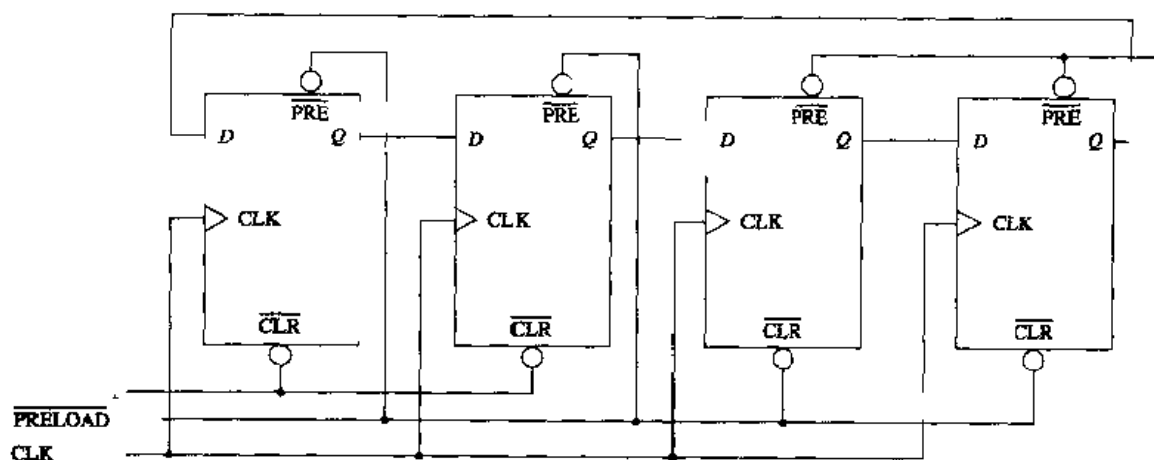 PRE PRE PRE PRE
D Q D Q D Q D Q
CLK CLK CLK CLK
CLR CLR CLR CLR
PRELOAD
CLK